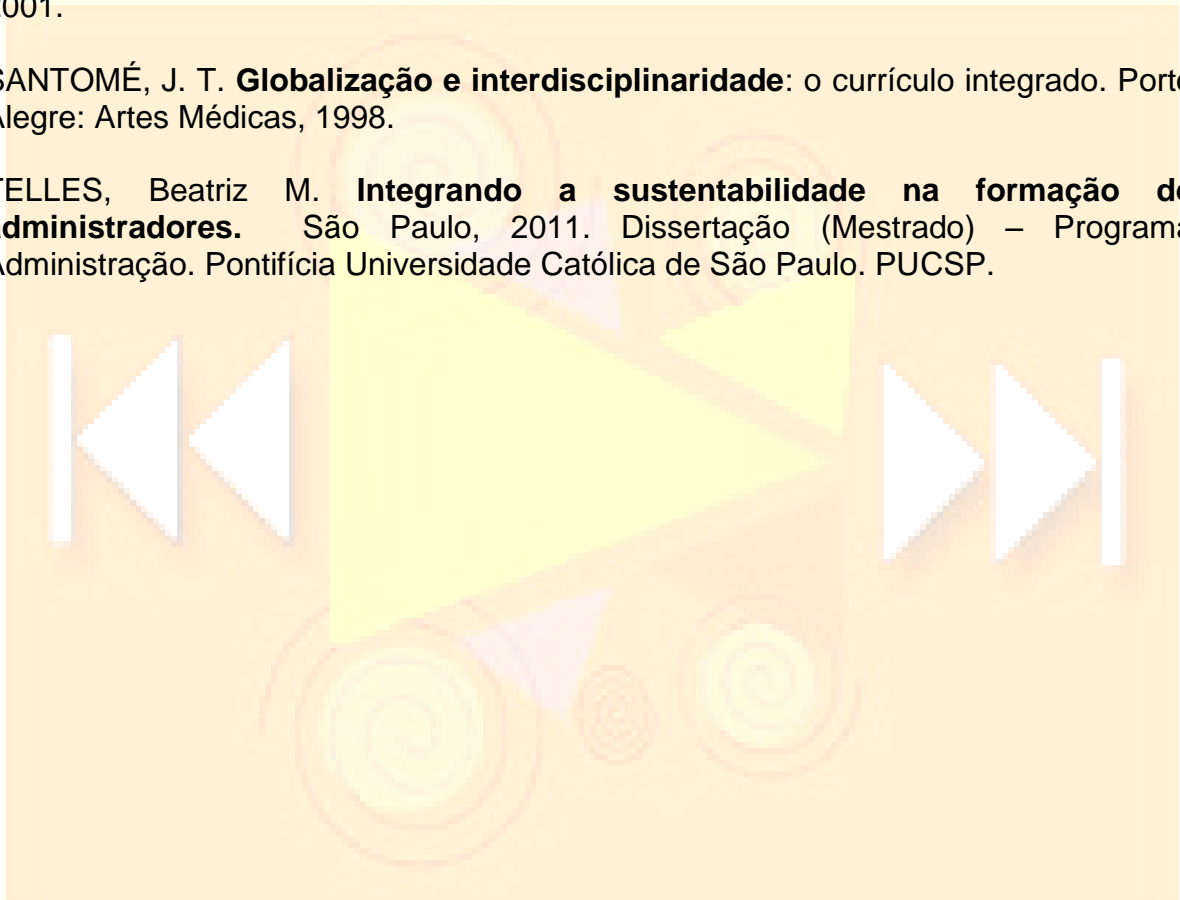 2001.
SANTOMÉ, J. T. Globalização e interdisciplinaridade: o currículo integrado. Porto
Alegre: Artes Médicas, 1998.
TELLES, Beatriz M. Integrando a sustentabilidade na formação de
administradores. São Paulo, 2011. Dissertação (Mestrado) – Programa
Administração. Pontifícia Universidade Católica de São Paulo. PUCSP.